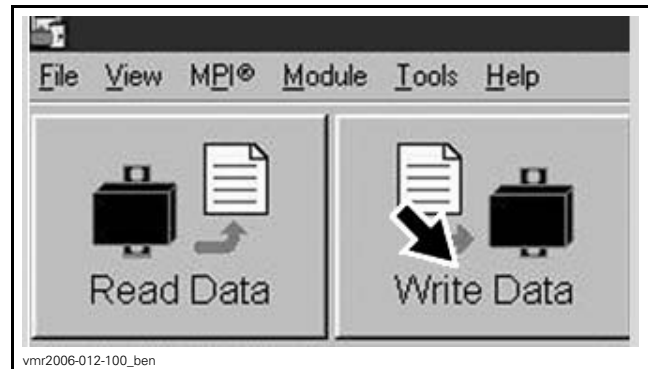 File View MPI® Module Tools Help
Read Data Write Data
vmr2006-012-100_ben